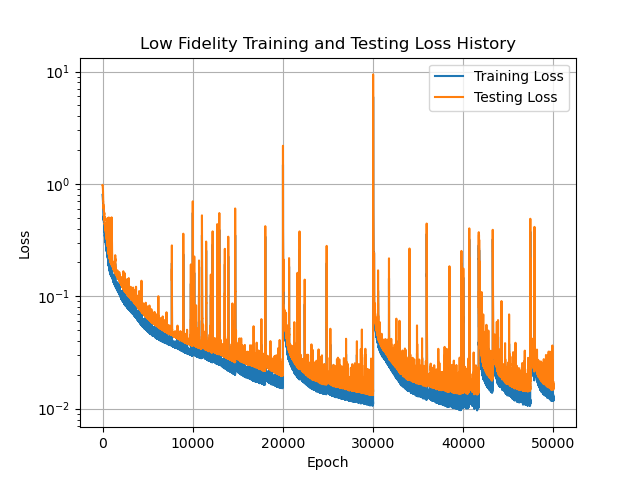 Low Fidelity Training and Testing Loss History
10¹
10⁰
10⁻¹
10⁻²
Loss
Training Loss
Testing Loss
0
10000
20000
30000
40000
50000
Epoch